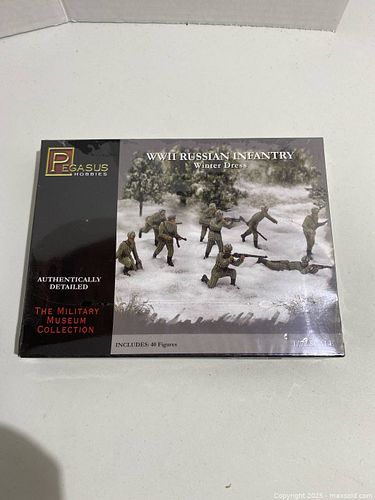 PEGASUS
HOBBIES
WWII RUSSIAN INFANTRY
Winter Dress
AUTHENTICALLY
DETAILED
THE MILITARY
MUSEUM
COLLECTION
INCLUDES: 40 Figures
Copyright 2025 - maxsold.com